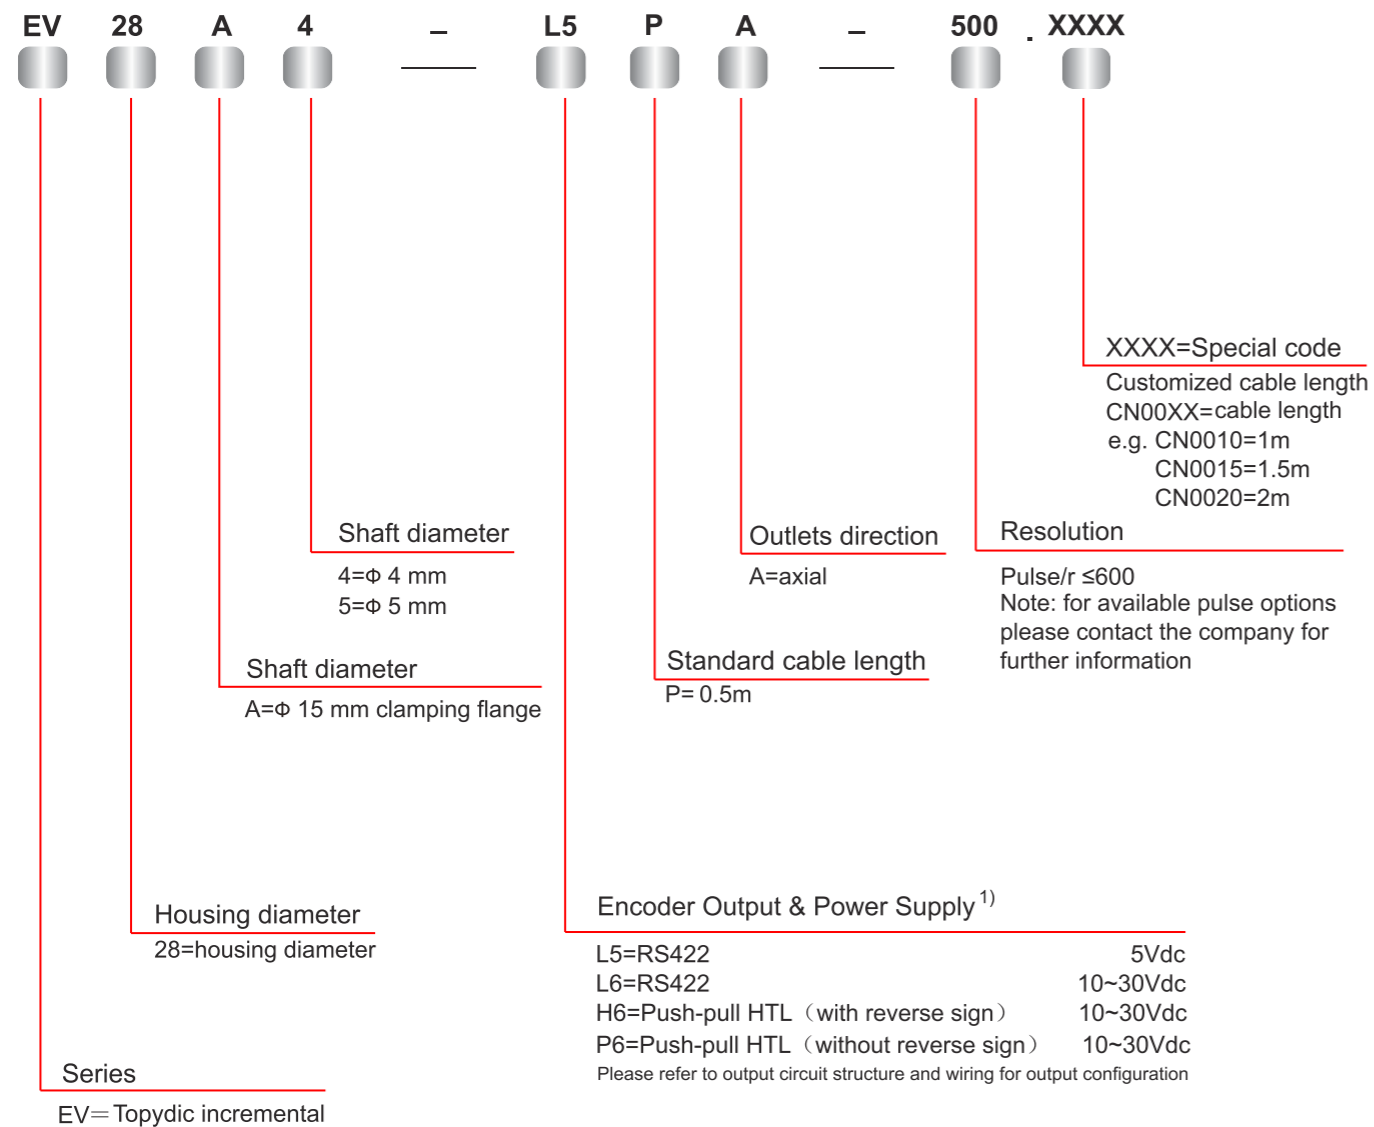 EV 28 A 4 – L5 P A – 500 . XXXX
XXXX=Special code
Customized cable length
CN00XX=cable length
e.g. CN0010=1m
CN0015=1.5m
CN0020=2m
Shaft diameter
4=Φ 4 mm
5=Φ 5 mm
Outlets direction
A=axial
Resolution
Pulse/r ≤600
Note: for available pulse options
please contact the company for
further information
Shaft diameter
A=Φ 15 mm clamping flange
Standard cable length
P= 0.5m
Housing diameter
28=housing diameter
Encoder Output & Power Supply 1)
L5=RS422 5Vdc
L6=RS422 10~30Vdc
H6=Push-pull HTL（with reverse sign） 10~30Vdc
P6=Push-pull HTL（without reverse sign） 10~30Vdc
Please refer to output circuit structure and wiring for output configuration
Series
EV＝Topydic incremental